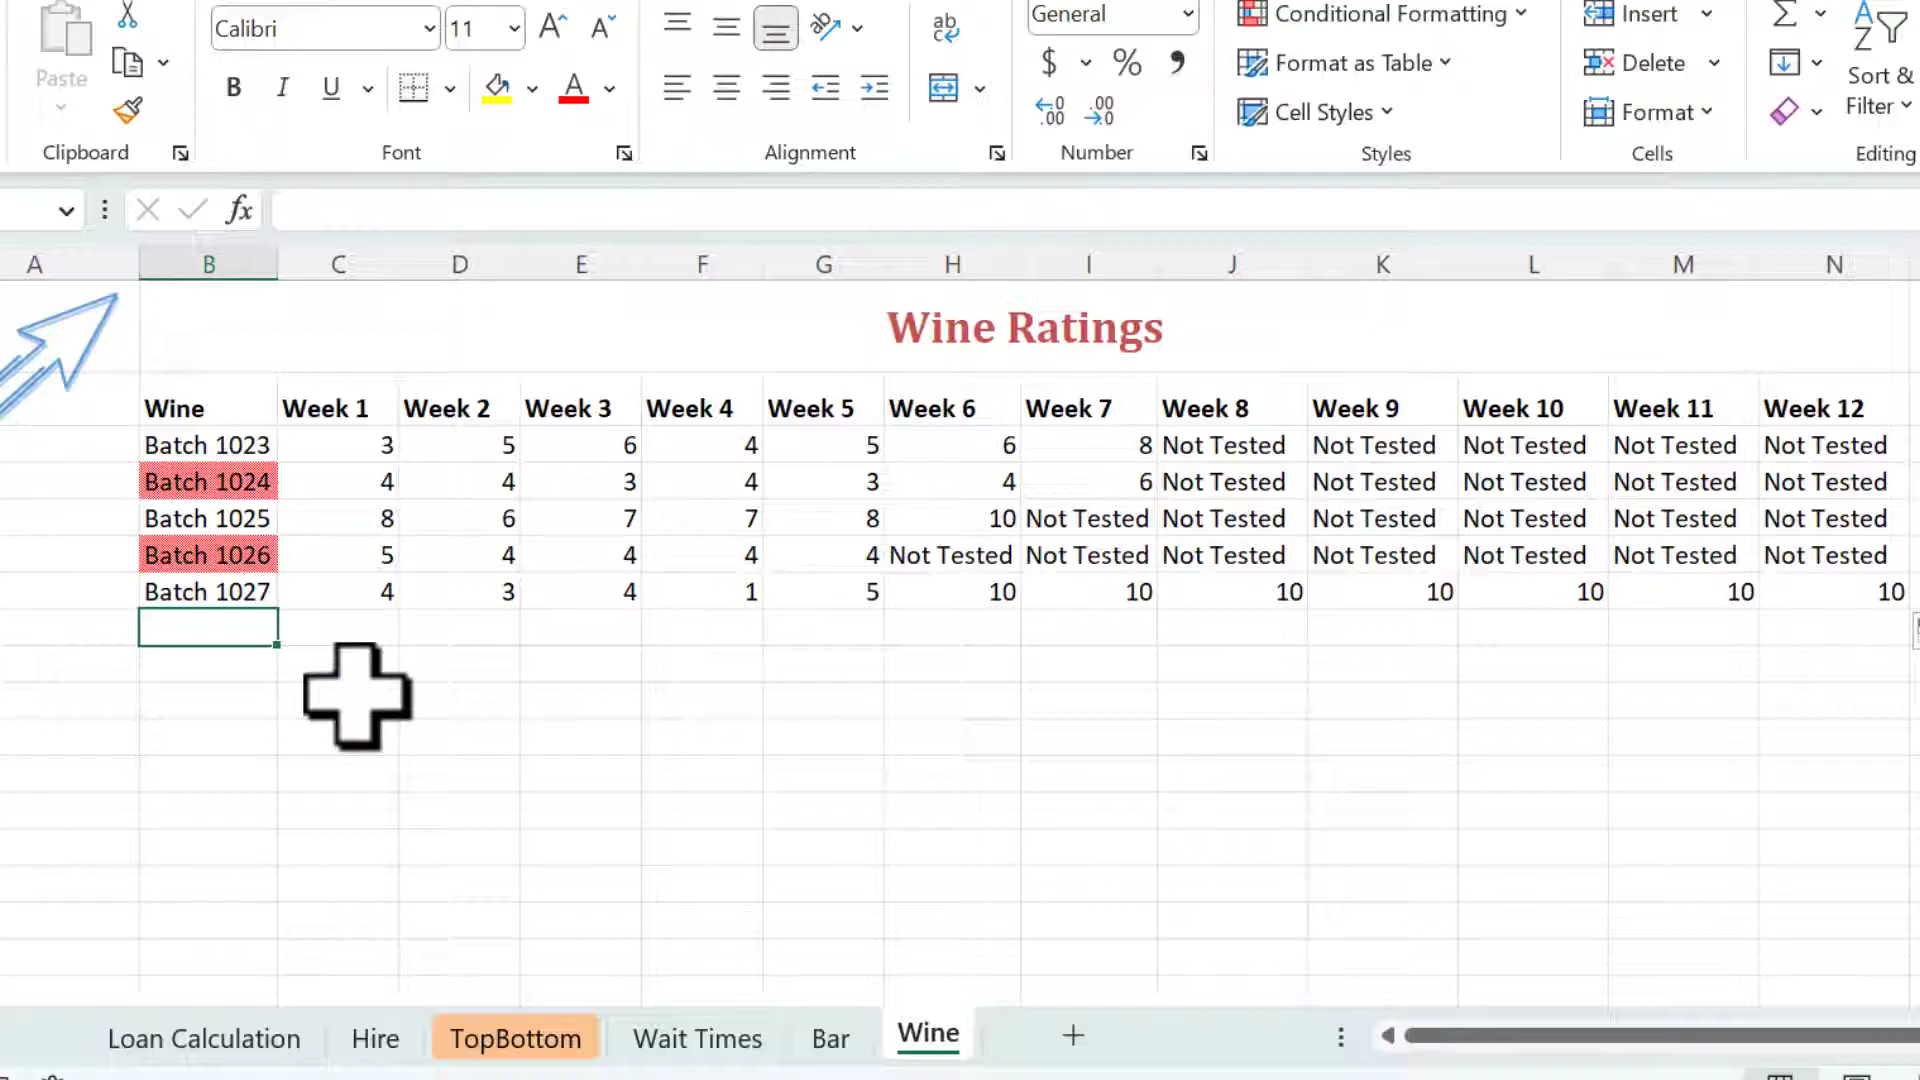 Calibri 11 ab General Conditional Formatting Insert
Paste $ % Format as Table Delete Sort &
B I U A .00 .00 Cell Styles Format Filter
Clipboard Font Alignment Number Styles Cells Editing
fx
A B C D E F G H I J K L M N
Wine Ratings
Wine Week 1 Week 2 Week 3 Week 4 Week 5 Week 6 Week 7 Week 8 Week 9 Week 10 Week 11 Week 12
Batch 1023 3 5 6 4 5 6 8 Not Tested Not Tested Not Tested Not Tested Not Tested
Batch 1024 4 4 3 4 3 4 6 Not Tested Not Tested Not Tested Not Tested Not Tested
Batch 1025 8 6 7 7 8 10 Not Tested Not Tested Not Tested Not Tested Not Tested Not Tested
Batch 1026 5 4 4 4 4 Not Tested Not Tested Not Tested Not Tested Not Tested Not Tested Not Tested
Batch 1027 4 3 4 1 5 10 10 10 10 10 10 10
Loan Calculation Hire TopBottom Wait Times Bar Wine